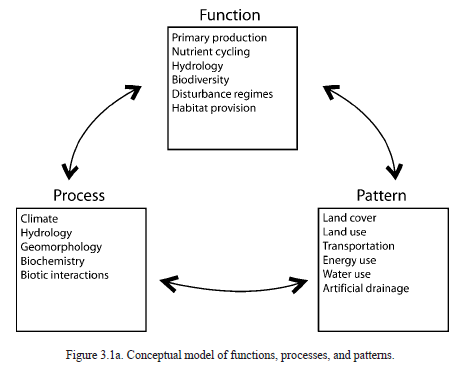 Function
Primary production
Nutrient cycling
Hydrology
Biodiversity
Disturbance regimes
Habitat provision
Process
Climate
Hydrology
Geomorphology
Biochemistry
Biotic interactions
Pattern
Land cover
Land use
Transportation
Energy use
Water use
Artificial drainage
Figure 3.1a. Conceptual model of functions, processes, and patterns.